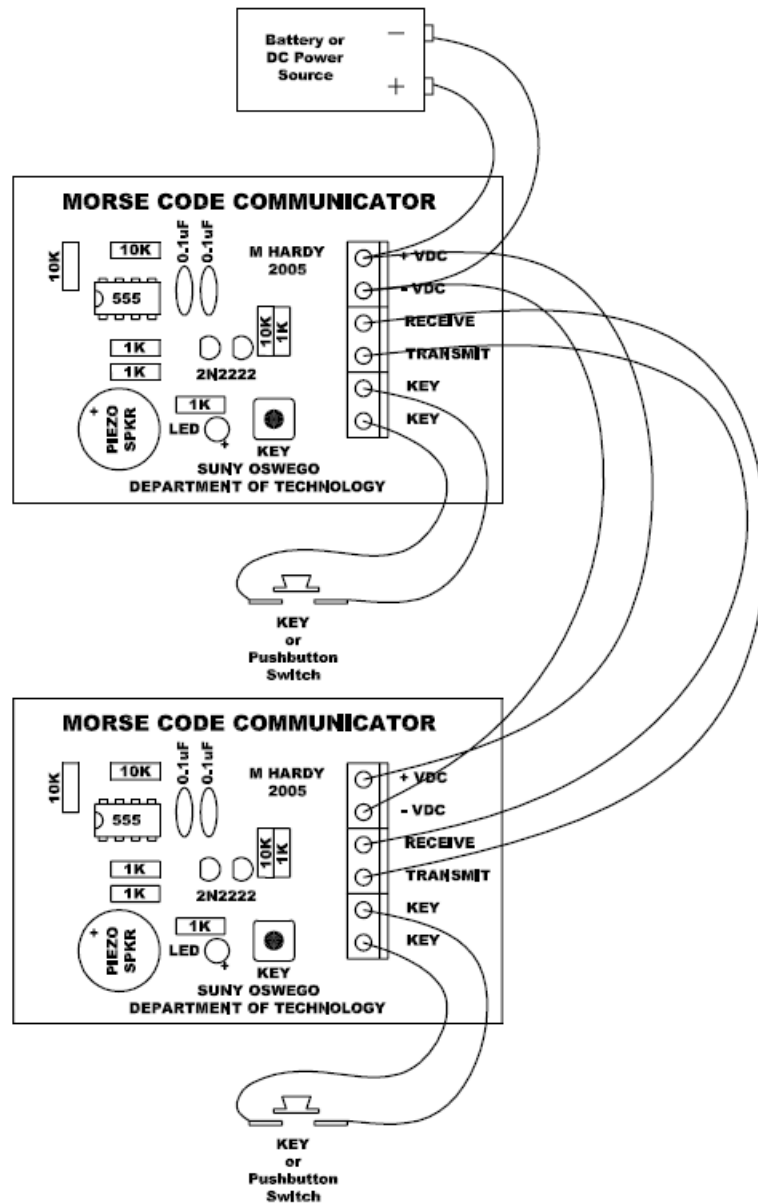 Battery or
DC Power
Source
−
+
MORSE CODE COMMUNICATOR
10K
10K
0.1uF
0.1uF
M HARDY
2005
555
10K
1K
1K
1K
2N2222
+
PIEZO
SPKR
1K
LED
+
KEY
SUNY OSWEGO
DEPARTMENT OF TECHNOLOGY
+ VDC
- VDC
RECEIVE
TRANSMIT
KEY
KEY
KEY
or
Pushbutton
Switch
MORSE CODE COMMUNICATOR
10K
10K
0.1uF
0.1uF
M HARDY
2005
555
10K
1K
1K
1K
2N2222
+
PIEZO
SPKR
1K
LED
+
KEY
SUNY OSWEGO
DEPARTMENT OF TECHNOLOGY
+ VDC
- VDC
RECEIVE
TRANSMIT
KEY
KEY
KEY
or
Pushbutton
Switch